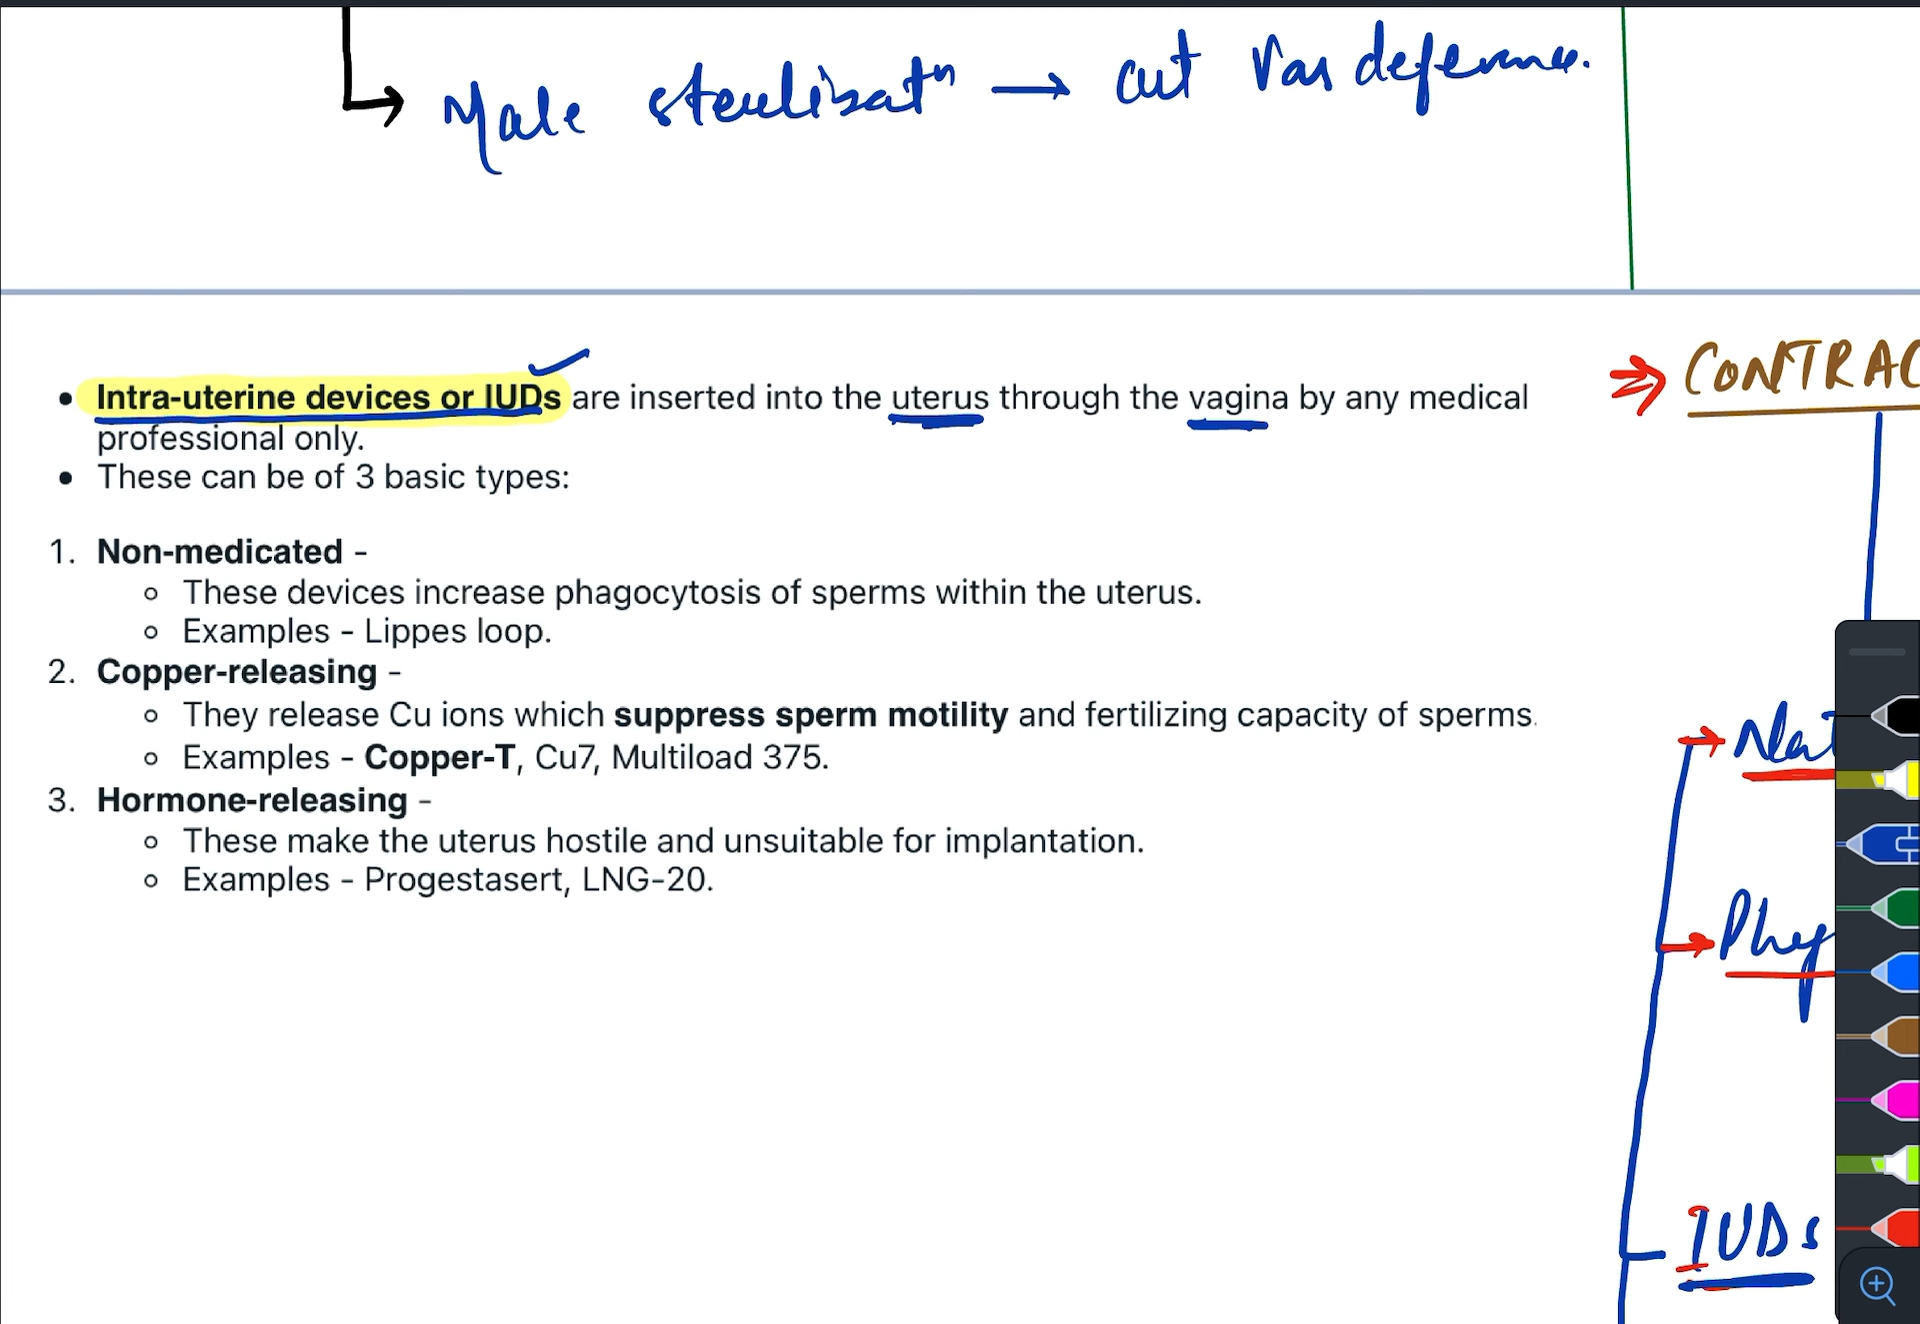 Male sterilisatⁿ → cut Vas deference.
• Intra-uterine devices or IUDs are inserted into the uterus through the vagina by any medical
professional only.
• These can be of 3 basic types:
1. Non-medicated -
○ These devices increase phagocytosis of sperms within the uterus.
○ Examples - Lippes loop.
2. Copper-releasing -
○ They release Cu ions which suppress sperm motility and fertilizing capacity of sperms.
○ Examples - Copper-T, Cu7, Multiload 375.
3. Hormone-releasing -
○ These make the uterus hostile and unsuitable for implantation.
○ Examples - Progestasert, LNG-20.
⇒ CONTRAC
→ Nat
→ Phy
IUDs